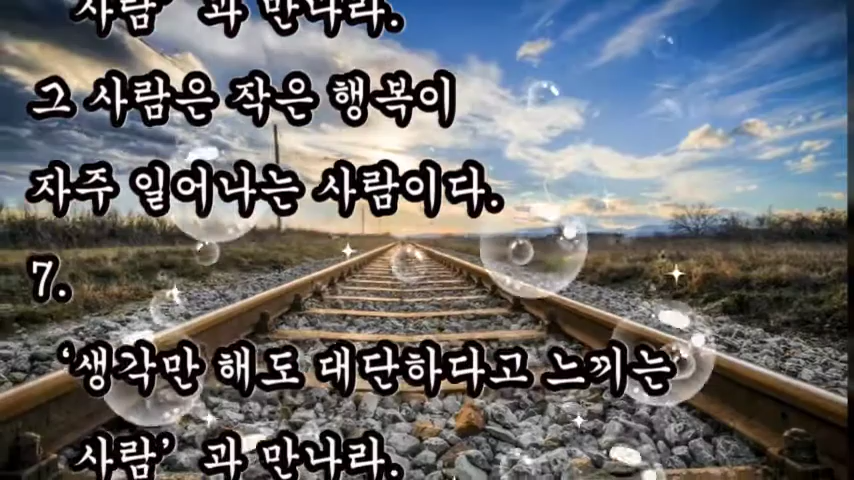 사람’ 과 만나라.
그 사람은 작은 행복이
자주 일어나는 사람이다.
7.
‘생각만 해도 대단하다고 느끼는
사람’ 과 만나라.